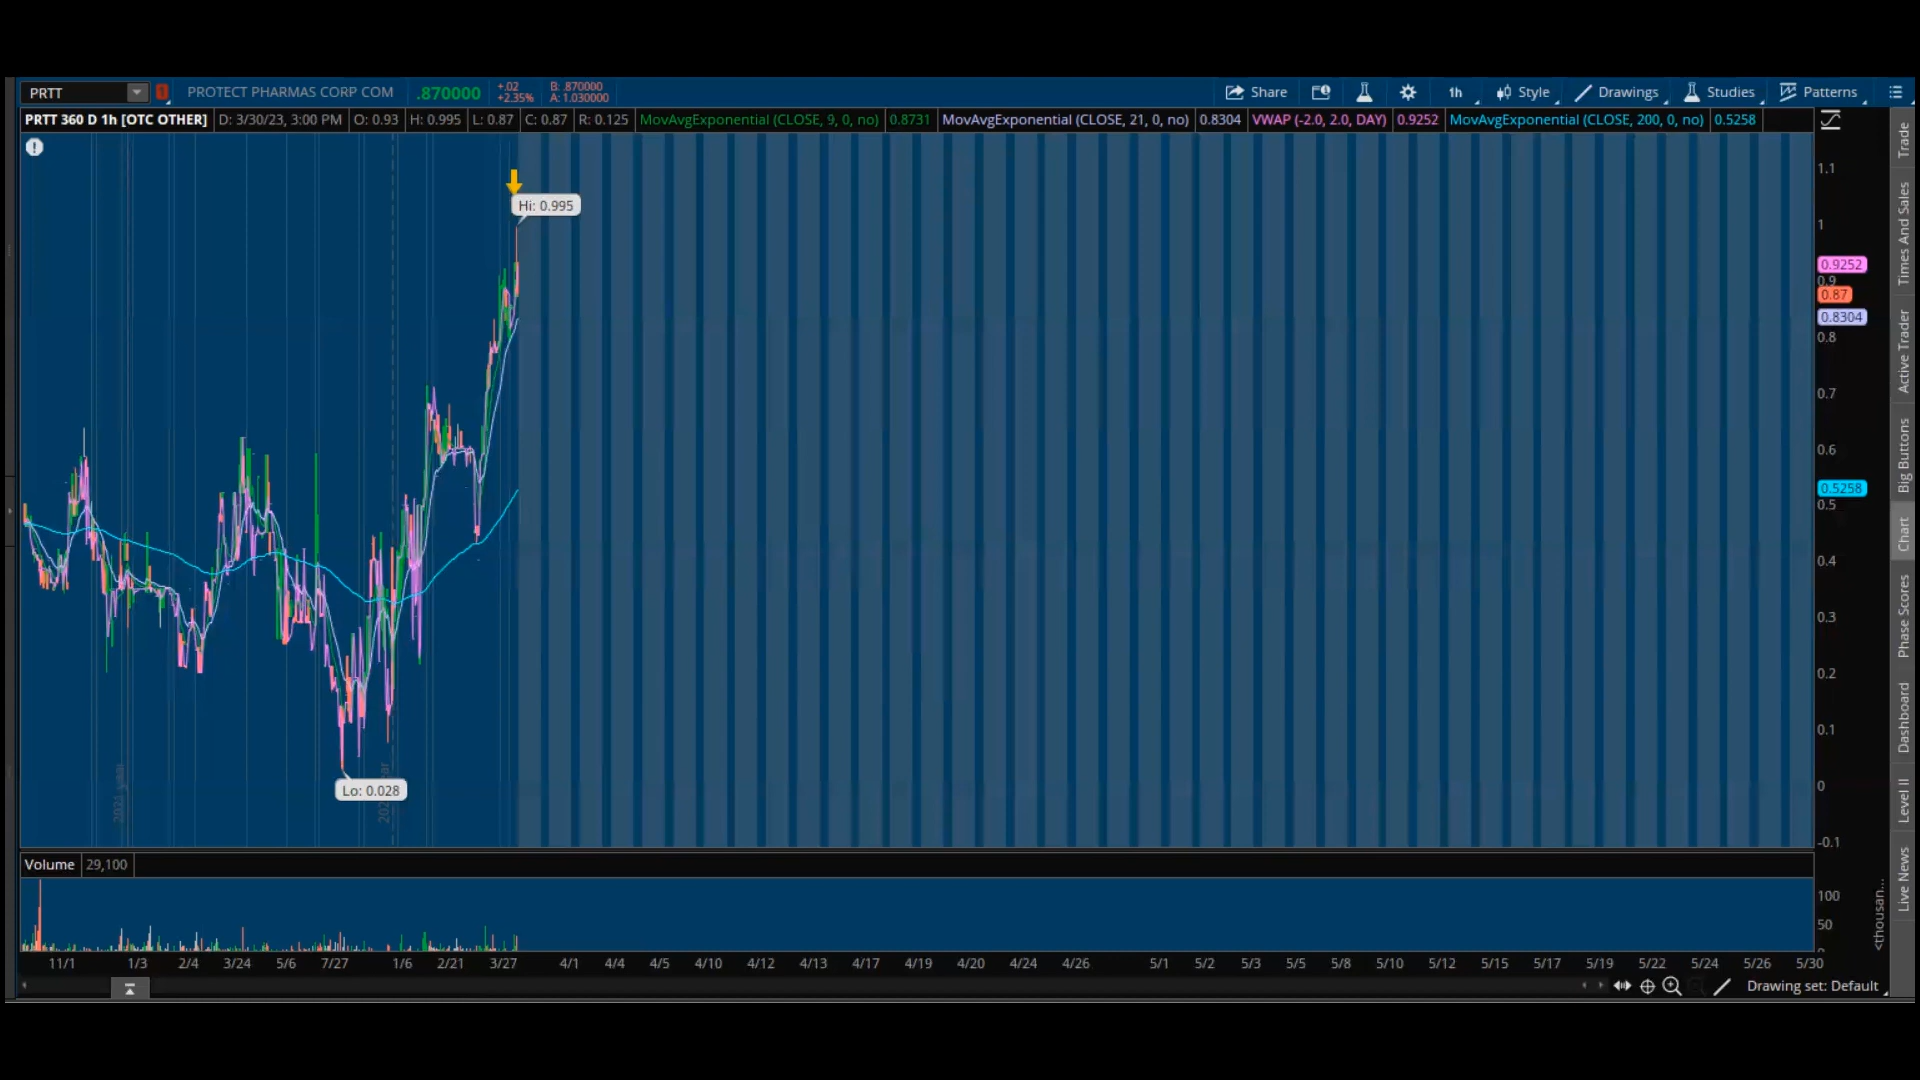 PRTT 1 PROTECT PHARMAS CORP COM .870000 +.02 +2.35% B: .870000 A: 1.030000 Share 1h Style Drawings Studies Patterns
PRTT 360 D 1h [OTC OTHER] D: 3/30/23, 3:00 PM O: 0.93 H: 0.995 L: 0.87 C: 0.87 R: 0.125 MovAvgExponential (CLOSE, 9, 0, no) 0.8731 MovAvgExponential (CLOSE, 21, 0, no) 0.8304 VWAP (-2.0, 2.0, DAY) 0.9252 MovAvgExponential (CLOSE, 200, 0, no) 0.5258
Hi: 0.995
Lo: 0.028
1.1
1
0.9252
0.9
0.87
0.8304
0.8
0.7
0.6
0.5258
0.5
0.4
0.3
0.2
0.1
0
-0.1
Volume 29,100
100
50
<thousan...
11/1 1/3 2/4 3/24 5/6 7/27 1/6 2/21 3/27 4/1 4/4 4/5 4/10 4/12 4/13 4/17 4/19 4/20 4/24 4/26 5/1 5/2 5/3 5/5 5/8 5/10 5/12 5/15 5/17 5/19 5/22 5/24 5/26 5/30
Drawing set: Default
Trade
Times And Sales
Active Trader
Big Buttons
Chart
Phase Scores
Dashboard
Level II
Live News